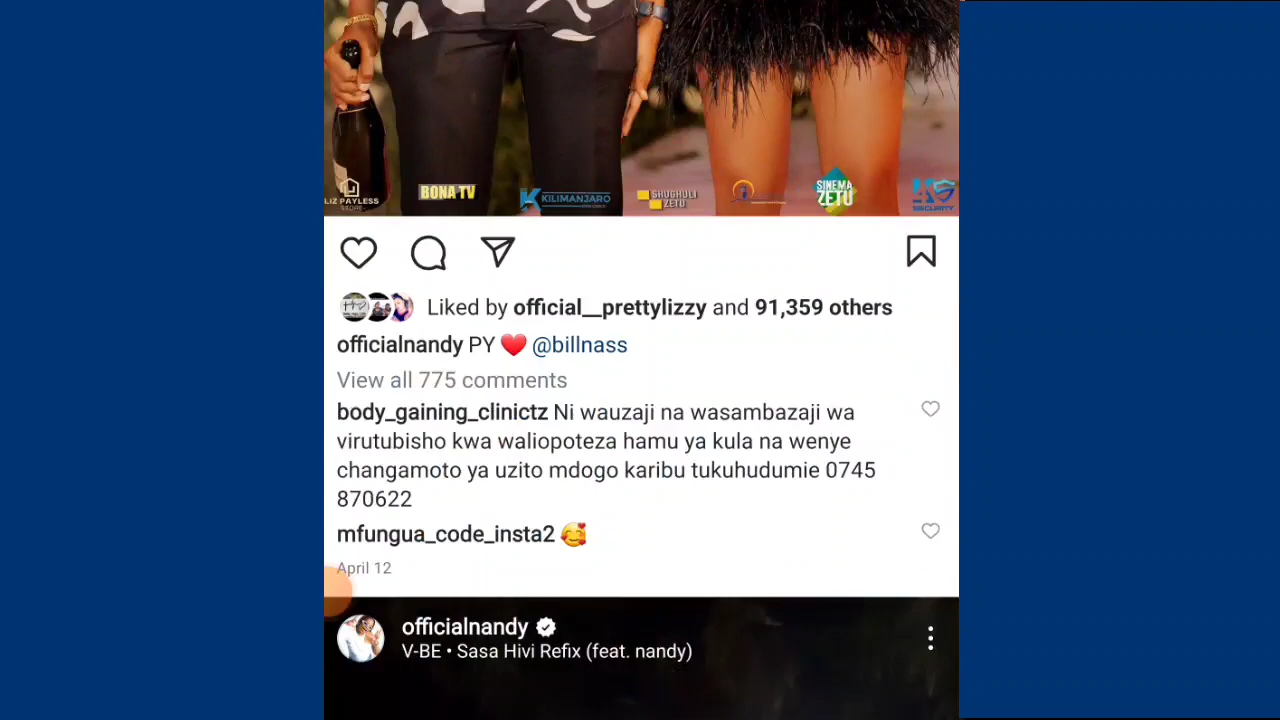 LIZ PAYLESS
STORE
BONA TV
KILIMANJARO
SHUGHULI
ZETU
SINEMA
ZETU
SECURITY
Liked by official__prettylizzy and 91,359 others
officialnandy PY ❤️ @billnass
View all 775 comments
body_gaining_clinictz Ni wauzaji na wasambazaji wa
virutubisho kwa waliopoteza hamu ya kula na wenye
changamoto ya uzito mdogo karibu tukuhudumie 0745
870622
mfungua_code_insta2 🥰
April 12
officialnandy
V-BE • Sasa Hivi Refix (feat. nandy)